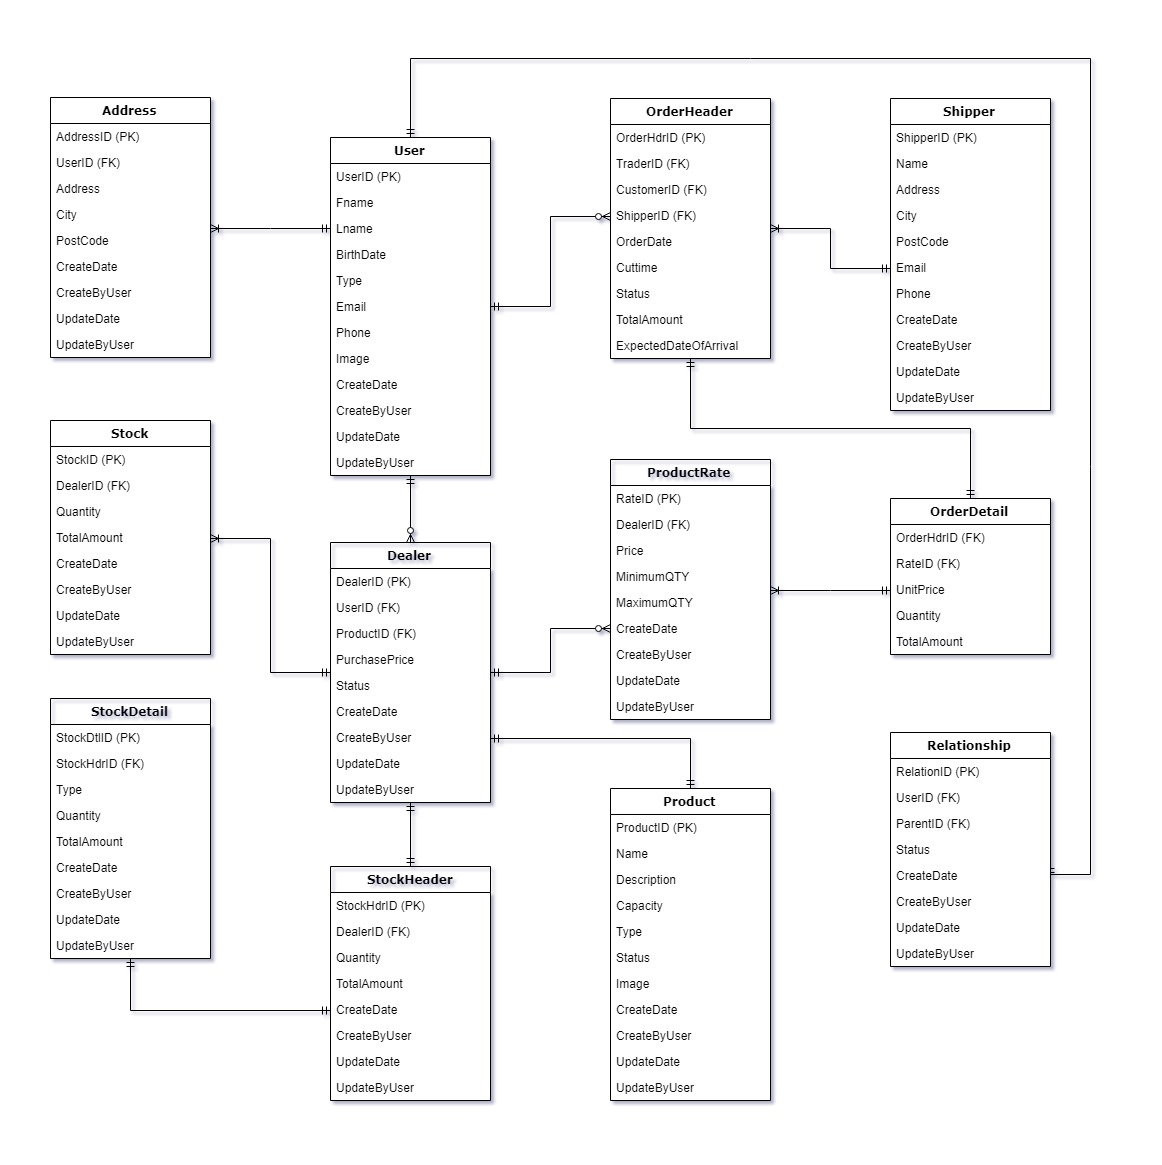 Address
AddressID (PK)
UserID (FK)
Address
City
PostCode
CreateDate
CreateByUser
UpdateDate
UpdateByUser
User
UserID (PK)
Fname
Lname
BirthDate
Type
Email
Phone
Image
CreateDate
CreateByUser
UpdateDate
UpdateByUser
OrderHeader
OrderHdrID (PK)
TraderID (FK)
CustomerID (FK)
ShipperID (FK)
OrderDate
Cuttime
Status
TotalAmount
ExpectedDateOfArrival
Shipper
ShipperID (PK)
Name
Address
City
PostCode
Email
Phone
CreateDate
CreateByUser
UpdateDate
UpdateByUser
Stock
StockID (PK)
DealerID (FK)
Quantity
TotalAmount
CreateDate
CreateByUser
UpdateDate
UpdateByUser
Dealer
DealerID (PK)
UserID (FK)
ProductID (FK)
PurchasePrice
Status
CreateDate
CreateByUser
UpdateDate
UpdateByUser
ProductRate
RateID (PK)
DealerID (FK)
Price
MinimumQTY
MaximumQTY
CreateDate
CreateByUser
UpdateDate
UpdateByUser
OrderDetail
OrderHdrID (FK)
RateID (FK)
UnitPrice
Quantity
TotalAmount
StockDetail
StockDtlID (PK)
StockHdrID (FK)
Type
Quantity
TotalAmount
CreateDate
CreateByUser
UpdateDate
UpdateByUser
StockHeader
StockHdrID (PK)
DealerID (FK)
Quantity
TotalAmount
CreateDate
CreateByUser
UpdateDate
UpdateByUser
Product
ProductID (PK)
Name
Description
Capacity
Type
Status
Image
CreateDate
CreateByUser
UpdateDate
UpdateByUser
Relationship
RelationID (PK)
UserID (FK)
ParentID (FK)
Status
CreateDate
CreateByUser
UpdateDate
UpdateByUser